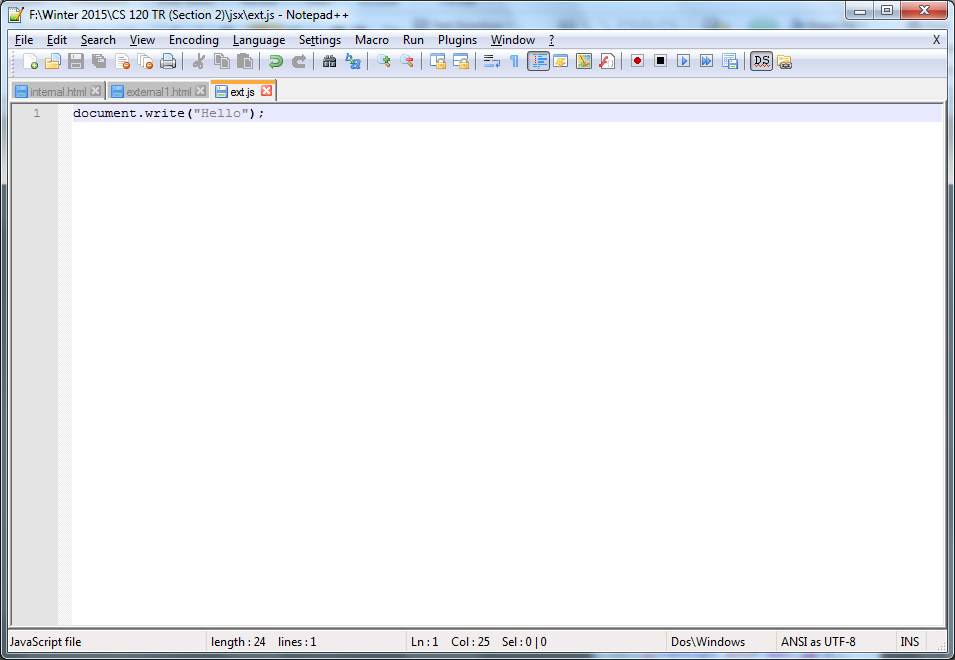 F:\Winter 2015\CS 120 TR (Section 2)\jsx\ext.js - Notepad++
File Edit Search View Encoding Language Settings Macro Run Plugins Window ? X
DS
internal.html external1.html ext.js
1 document.write("Hello");
JavaScript file length : 24 lines : 1 Ln : 1 Col : 25 Sel : 0 | 0 Dos\Windows ANSI as UTF-8 INS